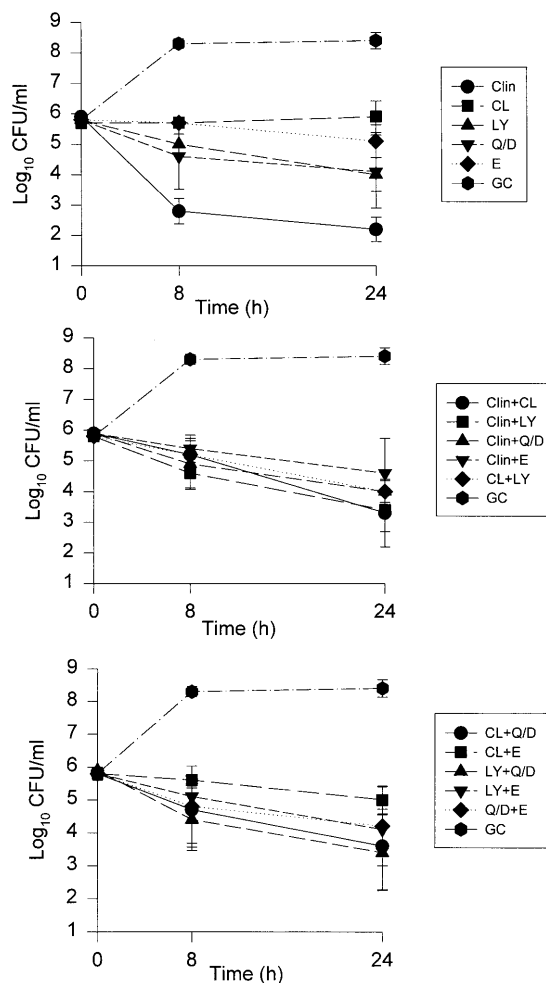 9
8
7
6
5
4
3
2
1
Log10 CFU/ml
0
8
24
Time (h)
Clin
CL
LY
Q/D
E
GC
9
8
7
6
5
4
3
2
1
Log10 CFU/ml
0
8
24
Time (h)
Clin+CL
Clin+LY
Clin+Q/D
Clin+E
CL+LY
GC
9
8
7
6
5
4
3
2
1
Log10 CFU/ml
0
8
24
Time (h)
CL+Q/D
CL+E
LY+Q/D
LY+E
Q/D+E
GC